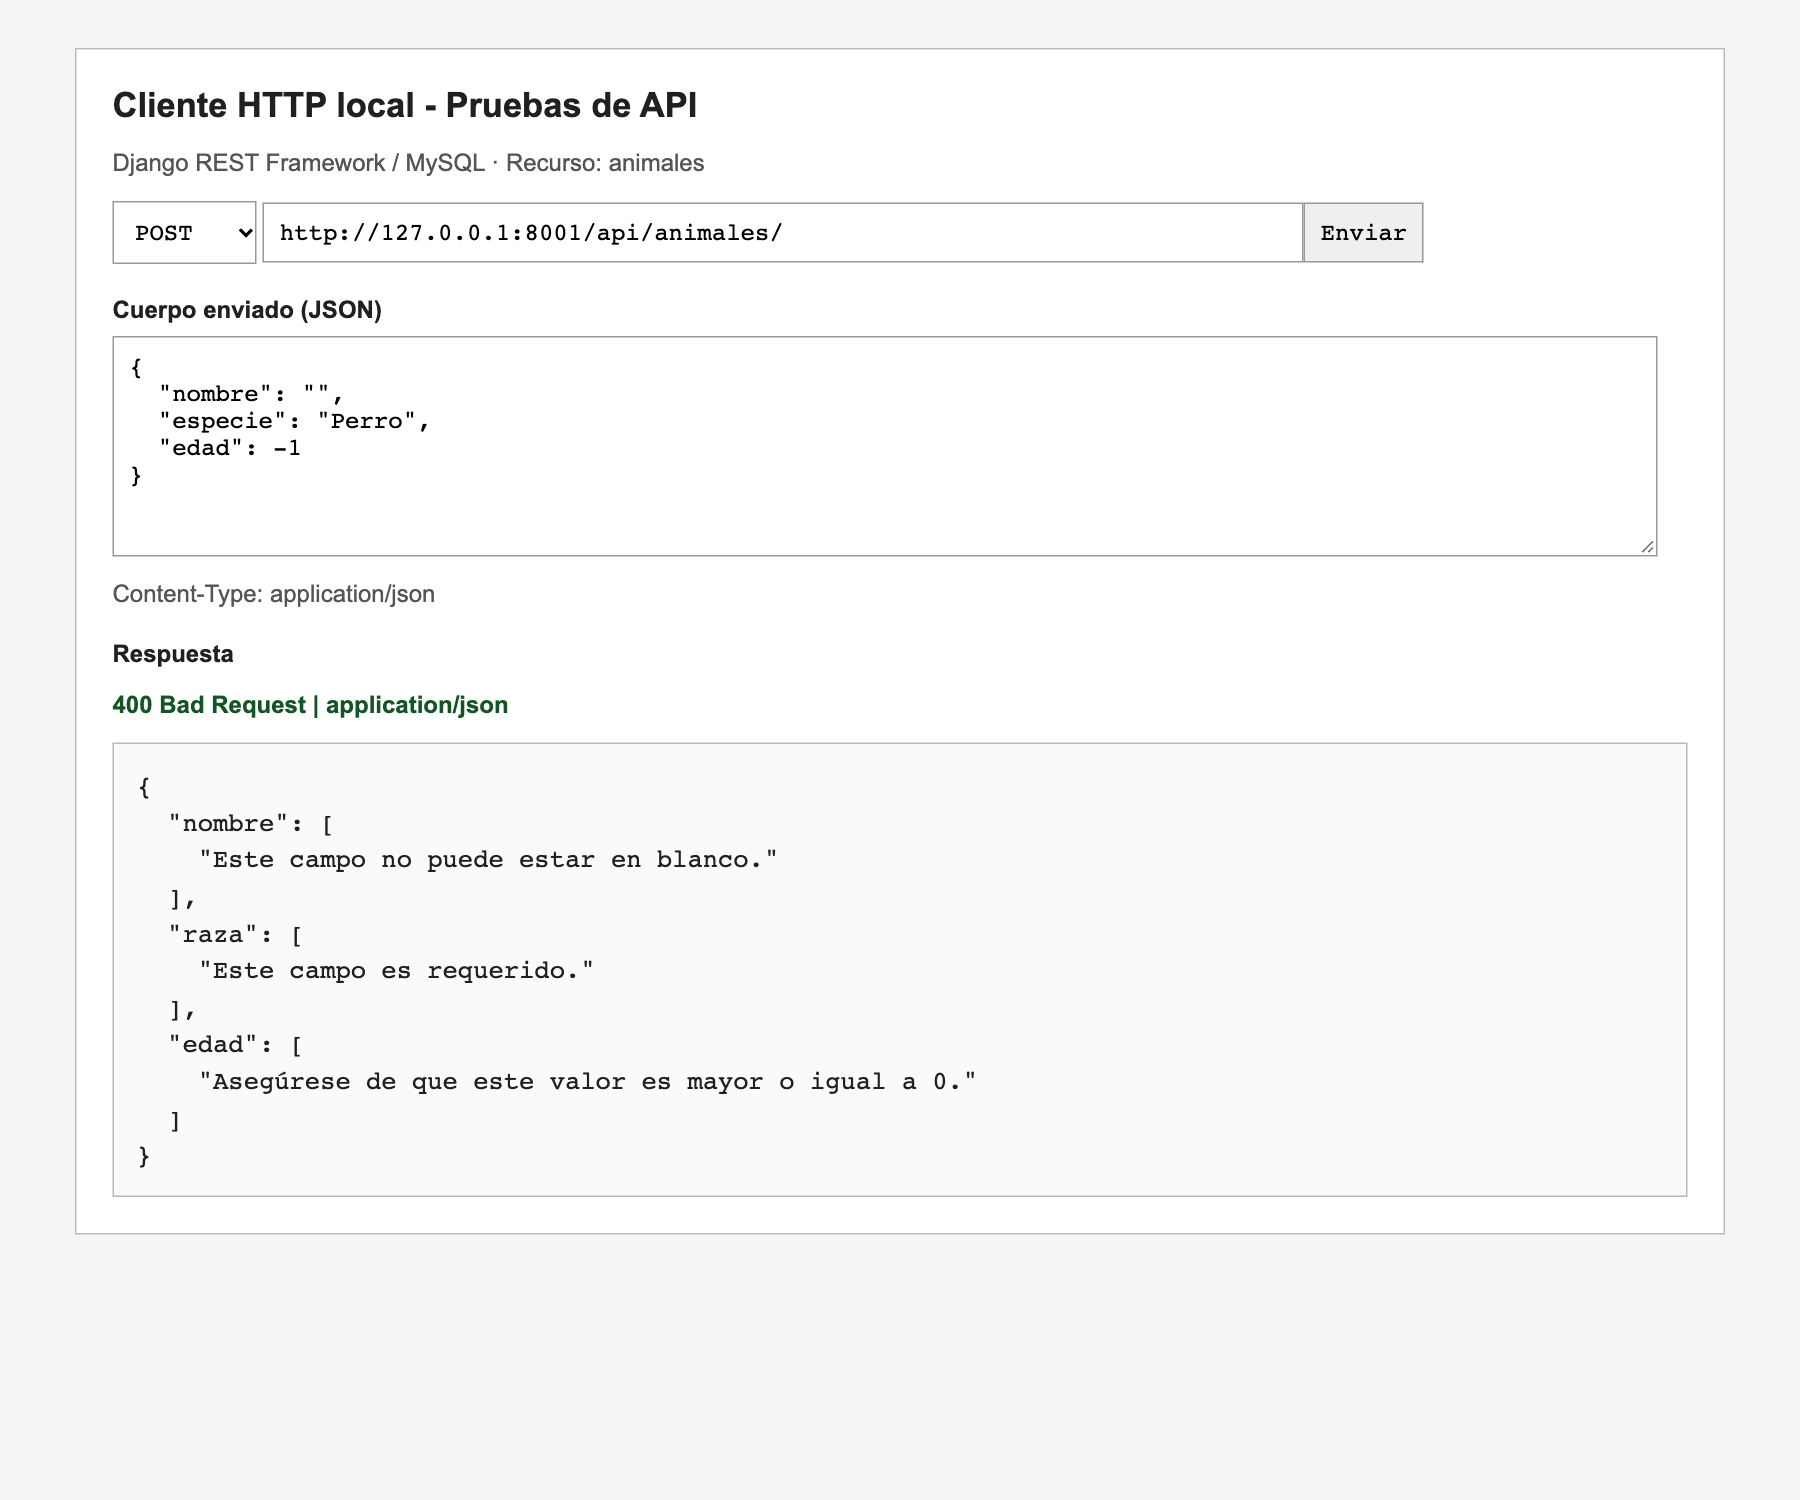 Cliente HTTP local - Pruebas de API
Django REST Framework / MySQL · Recurso: animales
POST http://127.0.0.1:8001/api/animales/ Enviar
Cuerpo enviado (JSON)
{
  "nombre": "",
  "especie": "Perro",
  "edad": -1
}
Content-Type: application/json
Respuesta
400 Bad Request | application/json
{
  "nombre": [
    "Este campo no puede estar en blanco."
  ],
  "raza": [
    "Este campo es requerido."
  ],
  "edad": [
    "Asegúrese de que este valor es mayor o igual a 0."
  ]
}